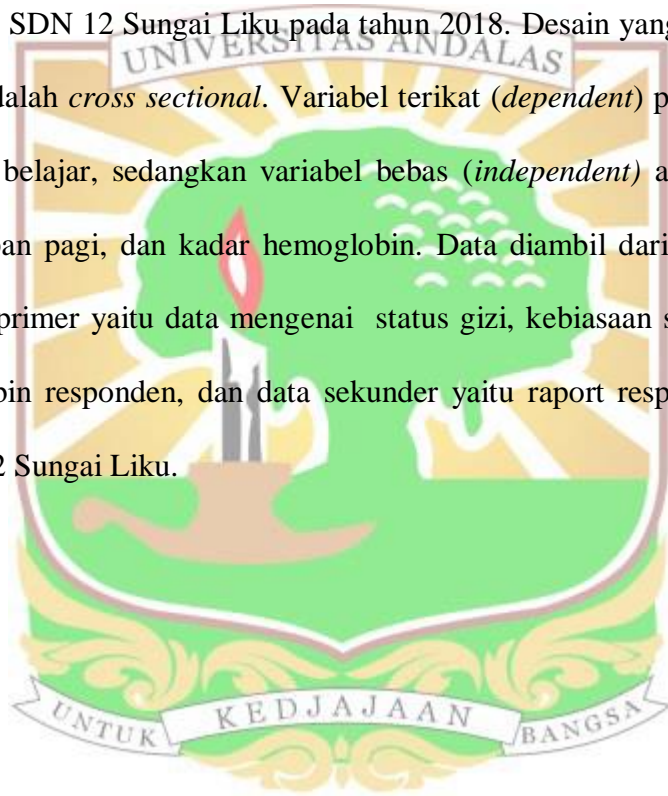 SDN 12 Sungai Liku pada tahun 2018. Desain yang
UNIVERSITAS ANDALAS
dalah cross sectional. Variabel terikat (dependent) p
belajar, sedangkan variabel bebas (independent) a
an pagi, dan kadar hemoglobin. Data diambil dari
primer yaitu data mengenai status gizi, kebiasaan s
in responden, dan data sekunder yaitu raport resp
2 Sungai Liku.
UNTUK KEDJAJAAN BANGSA